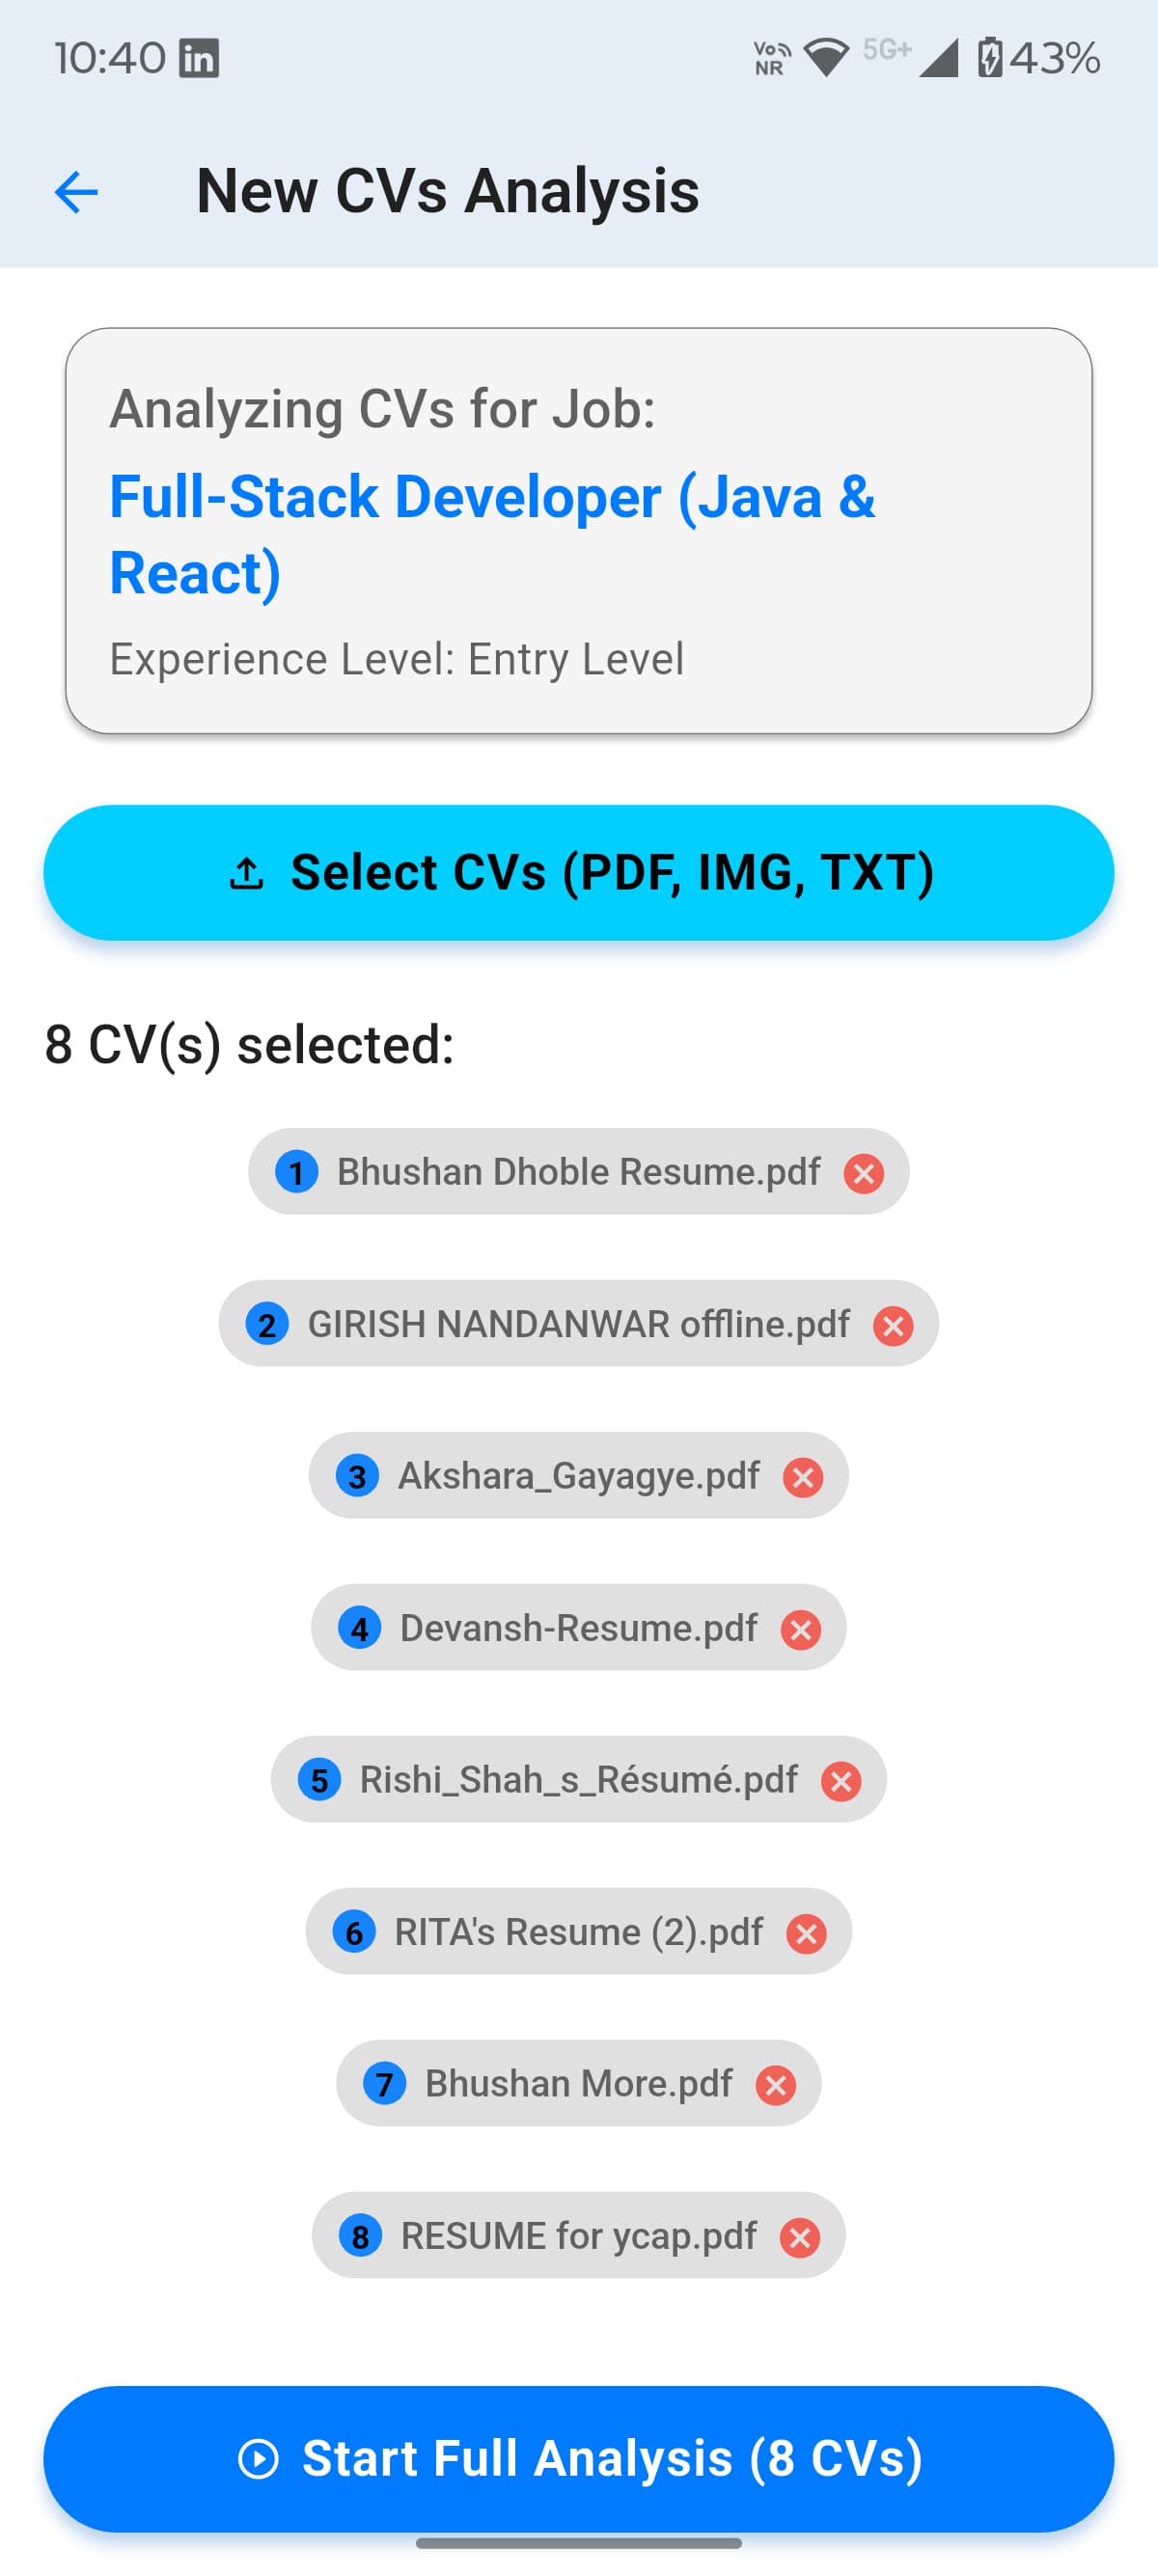 10:40 in Vo NR 5G+ 43%
New CVs Analysis
Analyzing CVs for Job:
Full-Stack Developer (Java &
React)
Experience Level: Entry Level
Select CVs (PDF, IMG, TXT)
8 CV(s) selected:
1 Bhushan Dhoble Resume.pdf
2 GIRISH NANDANWAR offline.pdf
3 Akshara_Gayagye.pdf
4 Devansh-Resume.pdf
5 Rishi_Shah_s_Résumé.pdf
6 RITA's Resume (2).pdf
7 Bhushan More.pdf
8 RESUME for ycap.pdf
Start Full Analysis (8 CVs)